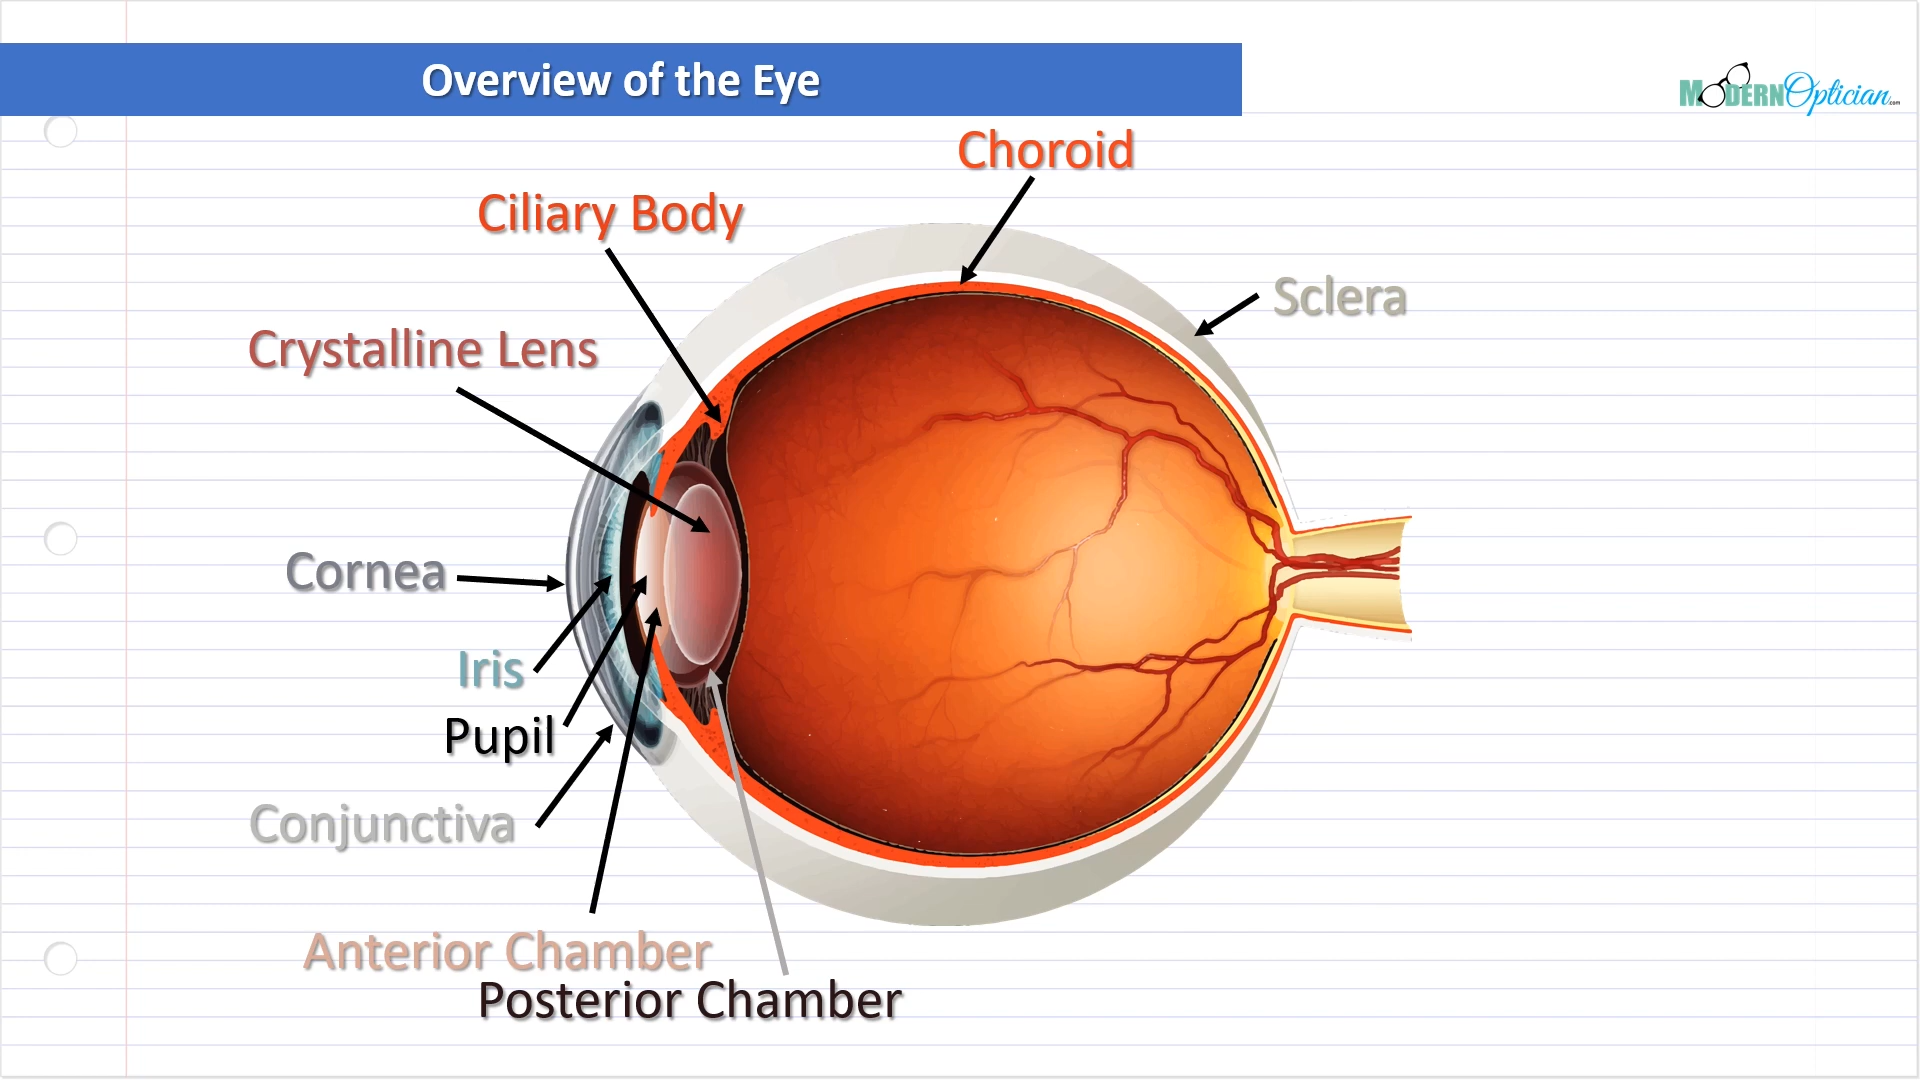 Overview of the Eye
MODERNOptician.com
Choroid
Ciliary Body
Sclera
Crystalline Lens
Cornea
Iris
Pupil
Conjunctiva
Anterior Chamber
Posterior Chamber